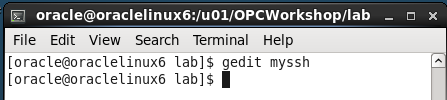 oracle@oraclelinux6:/u01/OPCWorkshop/lab
File Edit View Search Terminal Help
[oracle@oraclelinux6 lab]$ gedit myssh
[oracle@oraclelinux6 lab]$